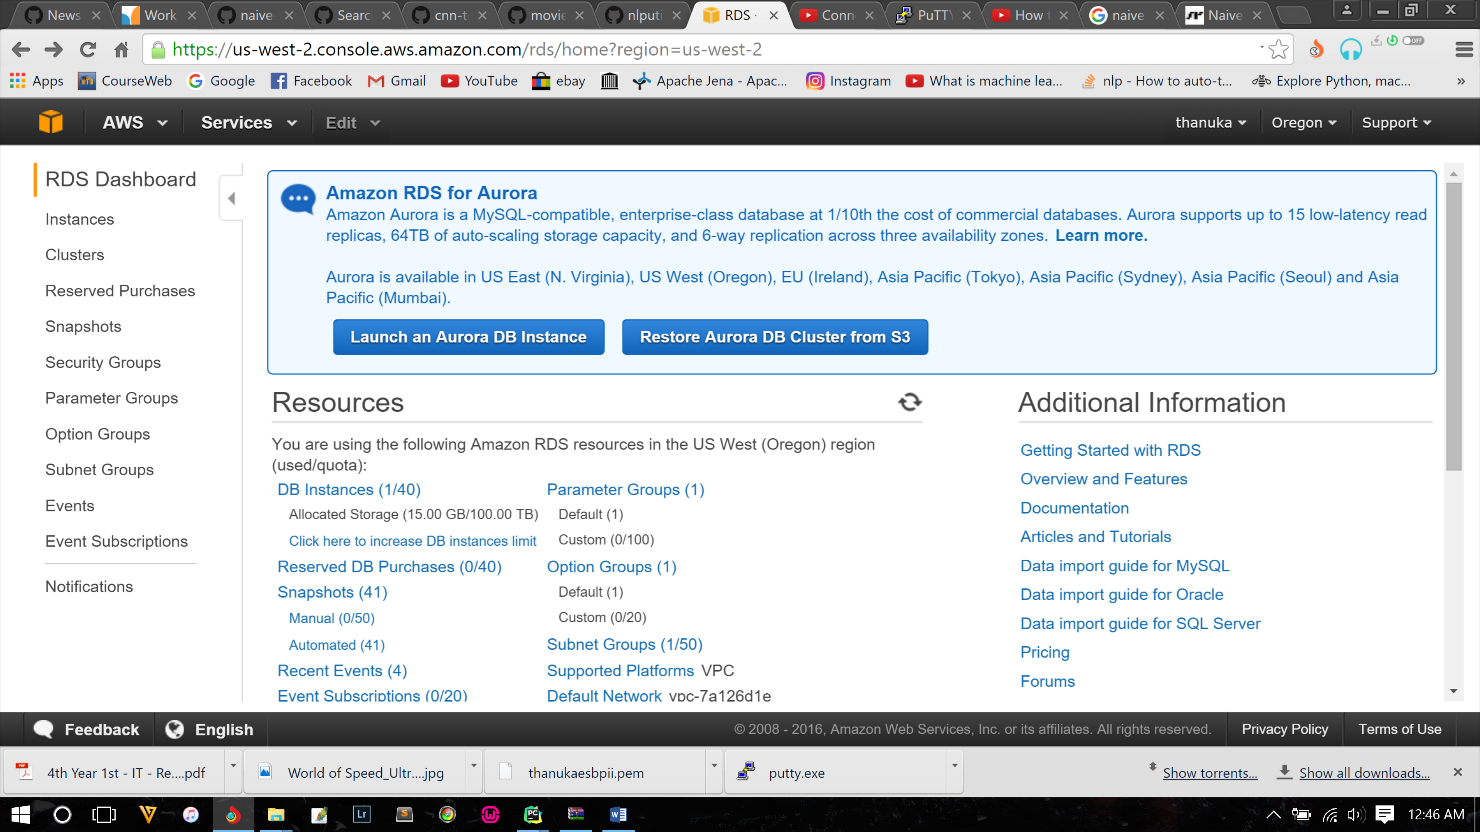 News
Work
naive
Searc
cnn-t
movie
nlputi
RDS ·
Conn
PuTTY
How t
naive
Naive
https://us-west-2.console.aws.amazon.com/rds/home?region=us-west-2
OFF
Apps
CourseWeb
Google
Facebook
Gmail
YouTube
ebay
Apache Jena - Apac...
Instagram
What is machine lea...
nlp - How to auto-t...
Explore Python, mac...
»
AWS
Services
Edit
thanuka
Oregon
Support
RDS Dashboard
Instances
Clusters
Reserved Purchases
Snapshots
Security Groups
Parameter Groups
Option Groups
Subnet Groups
Events
Event Subscriptions
Notifications
Amazon RDS for Aurora
Amazon Aurora is a MySQL-compatible, enterprise-class database at 1/10th the cost of commercial databases. Aurora supports up to 15 low-latency read
replicas, 64TB of auto-scaling storage capacity, and 6-way replication across three availability zones. Learn more.
Aurora is available in US East (N. Virginia), US West (Oregon), EU (Ireland), Asia Pacific (Tokyo), Asia Pacific (Sydney), Asia Pacific (Seoul) and Asia
Pacific (Mumbai).
Launch an Aurora DB Instance
Restore Aurora DB Cluster from S3
Resources
You are using the following Amazon RDS resources in the US West (Oregon) region
(used/quota):
DB Instances (1/40)
Allocated Storage (15.00 GB/100.00 TB)
Click here to increase DB instances limit
Reserved DB Purchases (0/40)
Snapshots (41)
Manual (0/50)
Automated (41)
Recent Events (4)
Event Subscriptions (0/20)
Parameter Groups (1)
Default (1)
Custom (0/100)
Option Groups (1)
Default (1)
Custom (0/20)
Subnet Groups (1/50)
Supported Platforms VPC
Default Network vpc-7a126d1e
Additional Information
Getting Started with RDS
Overview and Features
Documentation
Articles and Tutorials
Data import guide for MySQL
Data import guide for Oracle
Data import guide for SQL Server
Pricing
Forums
Feedback
English
© 2008 - 2016, Amazon Web Services, Inc. or its affiliates. All rights reserved.
Privacy Policy
Terms of Use
4th Year 1st - IT - Re....pdf
World of Speed_Ultr....jpg
thanukaesbpii.pem
putty.exe
Show torrents...
Show all downloads...
Lr
PC
12:46 AM